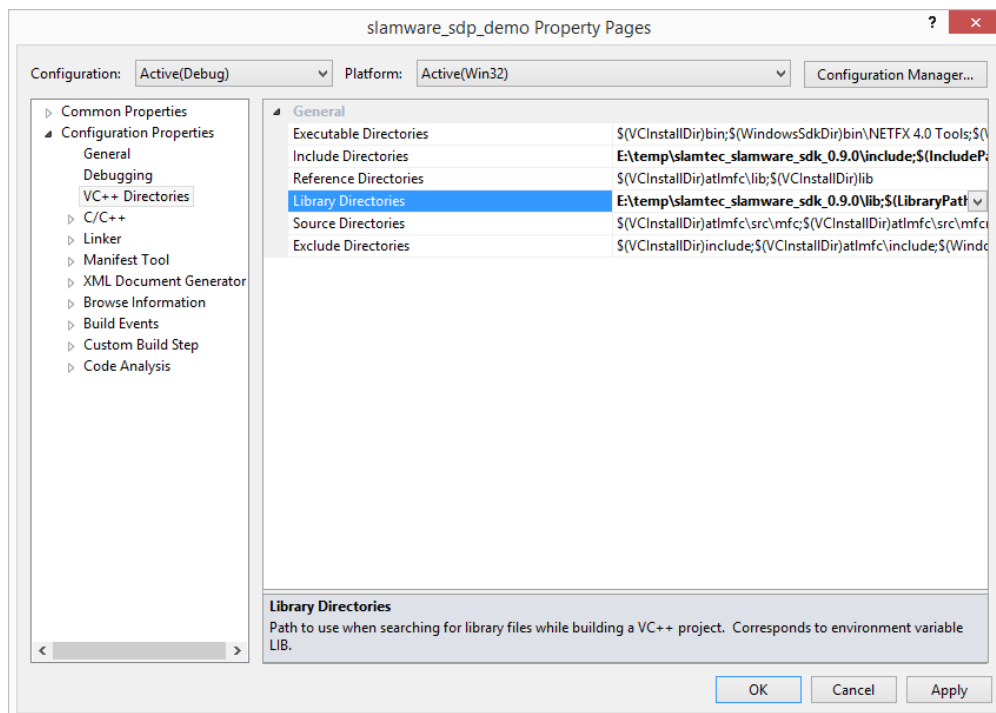 slamware_sdp_demo Property Pages
?
Configuration: Active(Debug) Platform: Active(Win32) Configuration Manager...
Common Properties
Configuration Properties
General
Debugging
VC++ Directories
C/C++
Linker
Manifest Tool
XML Document Generator
Browse Information
Build Events
Custom Build Step
Code Analysis
General
Executable Directories $(VCInstallDir)bin;$(WindowsSdkDir)bin\NETFX 4.0 Tools;$(
Include Directories E:\temp\slamtec_slamware_sdk_0.9.0\include;$(IncludeP
Reference Directories $(VCInstallDir)atlmfc\lib;$(VCInstallDir)lib
Library Directories E:\temp\slamtec_slamware_sdk_0.9.0\lib;$(LibraryPat
Source Directories $(VCInstallDir)atlmfc\src\mfc;$(VCInstallDir)atlmfc\src\mfc
Exclude Directories $(VCInstallDir)include;$(VCInstallDir)atlmfc\include;$(Windo
Library Directories
Path to use when searching for library files while building a VC++ project. Corresponds to environment variable
LIB.
OK Cancel Apply